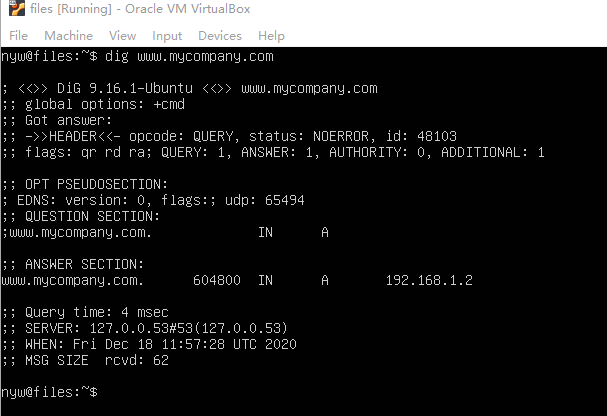 files [Running] - Oracle VM VirtualBox
File Machine View Input Devices Help
nyw@files:~$ dig www.mycompany.com
; <<>> DiG 9.16.1-Ubuntu <<>> www.mycompany.com
;; global options: +cmd
;; Got answer:
;; ->>HEADER<<- opcode: QUERY, status: NOERROR, id: 48103
;; flags: qr rd ra; QUERY: 1, ANSWER: 1, AUTHORITY: 0, ADDITIONAL: 1
;; OPT PSEUDOSECTION:
; EDNS: version: 0, flags:; udp: 65494
;; QUESTION SECTION:
;www.mycompany.com. IN A
;; ANSWER SECTION:
www.mycompany.com. 604800 IN A 192.168.1.2
;; Query time: 4 msec
;; SERVER: 127.0.0.53#53(127.0.0.53)
;; WHEN: Fri Dec 18 11:57:28 UTC 2020
;; MSG SIZE rcvd: 62
nyw@files:~$